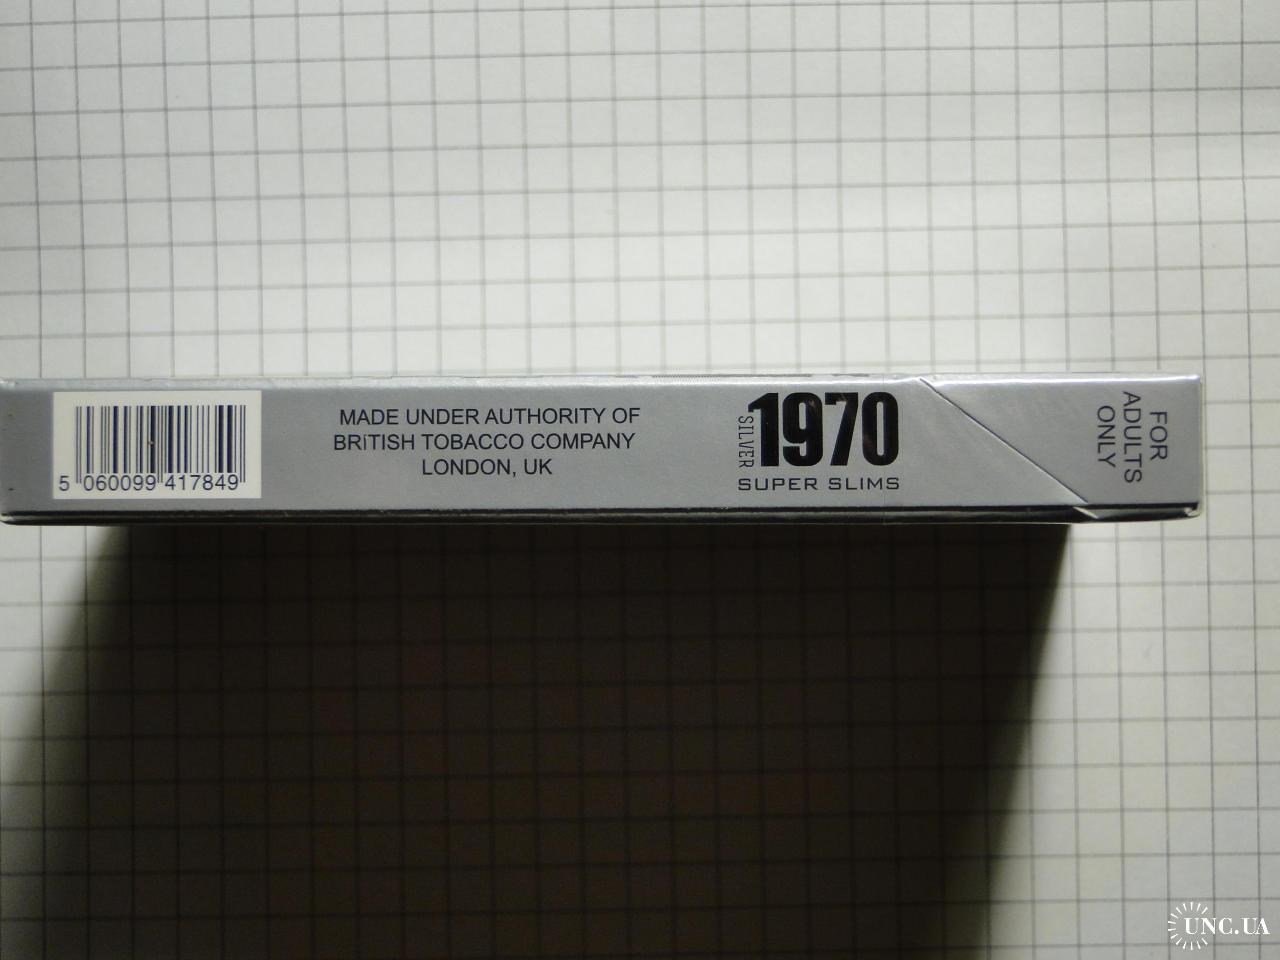 5 060099 417849
MADE UNDER AUTHORITY OF
BRITISH TOBACCO COMPANY
LONDON, UK
SILVER
1970
SUPER SLIMS
FOR
ADULTS
ONLY
UNC.UA